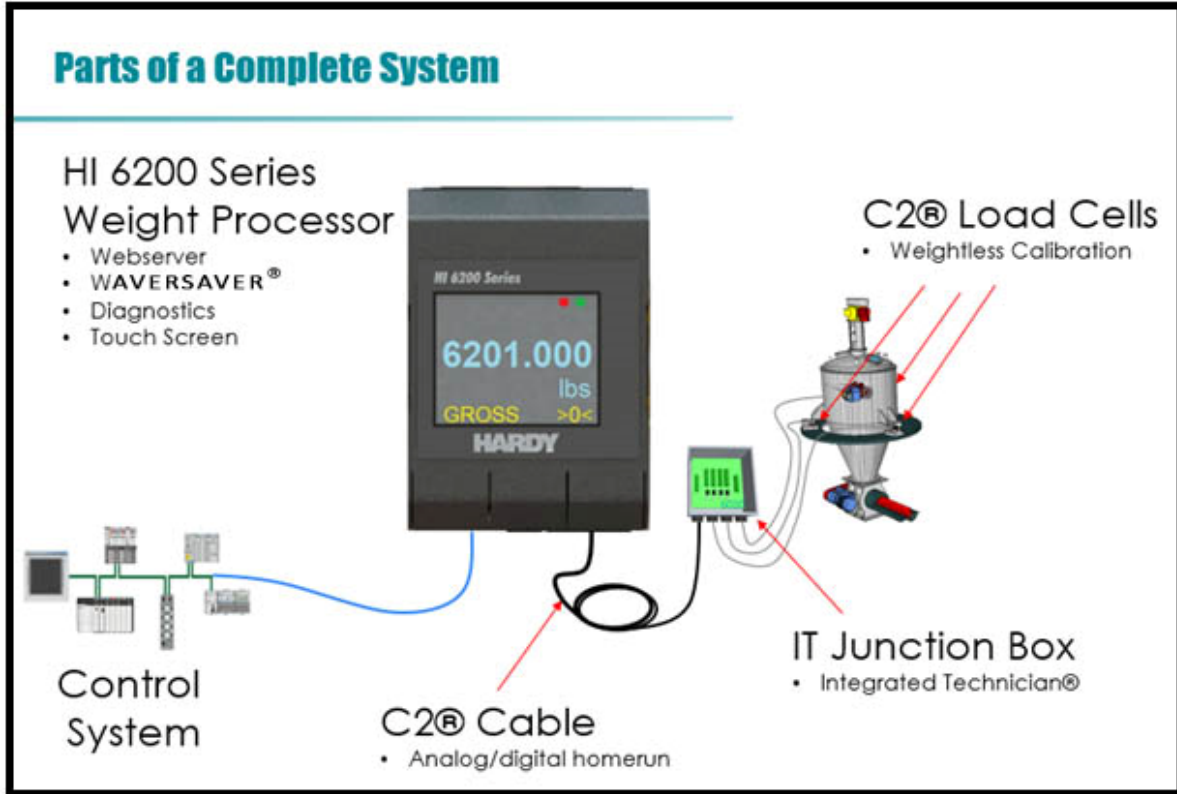 Parts of a Complete System
HI 6200 Series
Weight Processor
• Webserver
• WAVERSAVER®
• Diagnostics
• Touch Screen
HI 6200 Series
6201.000
lbs
GROSS >0<
HARDY
C2® Load Cells
• Weightless Calibration
IT Junction Box
• Integrated Technician®
C2® Cable
• Analog/digital homerun
Control
System